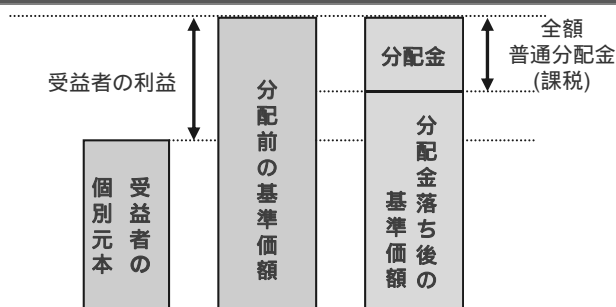 受益者の利益
受益者の
個別元本
分配前の基準価額
分配金
分配金落ち後の
基準価額
全額
普通分配金
(課税)